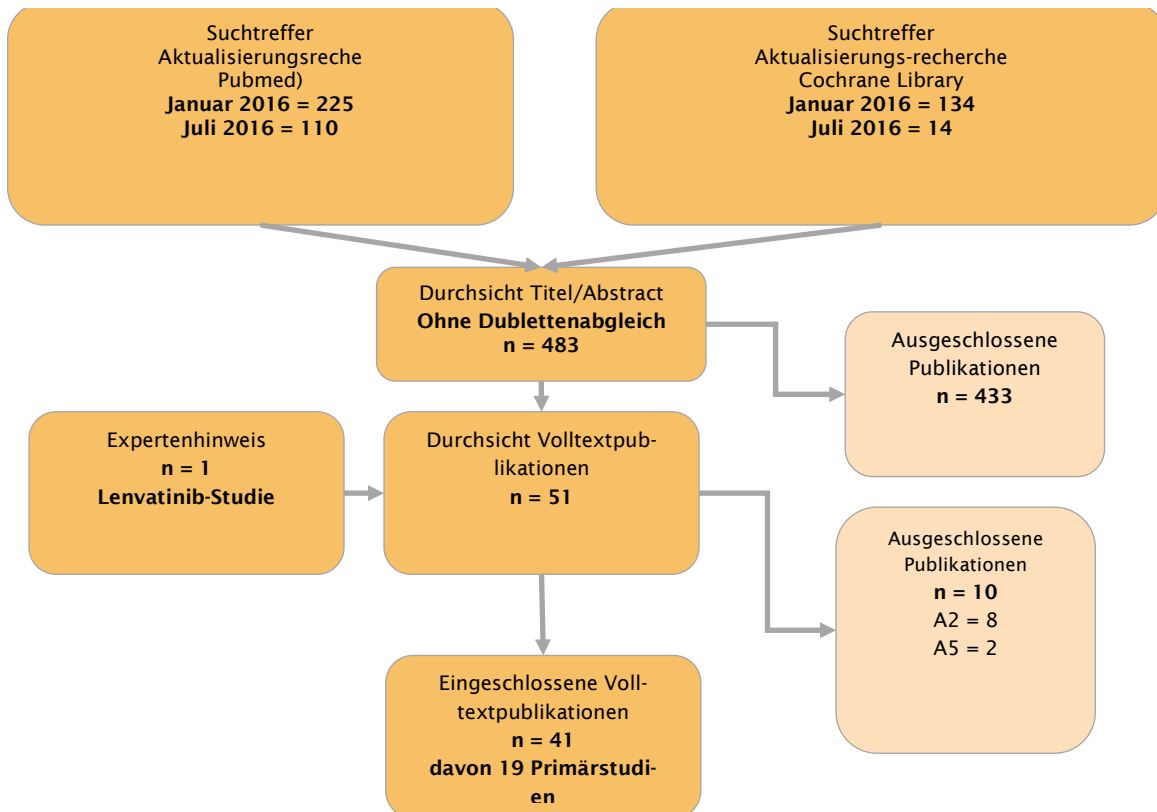 Suchtreffer
Aktualisierungsreche
Pubmed)
Januar 2016 = 225
Juli 2016 = 110
Suchtreffer
Aktualisierungs-recherche
Cochrane Library
Januar 2016 = 134
Juli 2016 = 14
Durchsicht Titel/Abstract
Ohne Dublettenabgleich
n = 483
Ausgeschlossene
Publikationen
n = 433
Expertenhinweis
n = 1
Lenvatinib-Studie
Durchsicht Volltextpub-
likationen
n = 51
Ausgeschlossene
Publikationen
n = 10
A2 = 8
A5 = 2
Eingeschlossene Voll-
textpublikationen
n = 41
davon 19 Primärstudi-
en